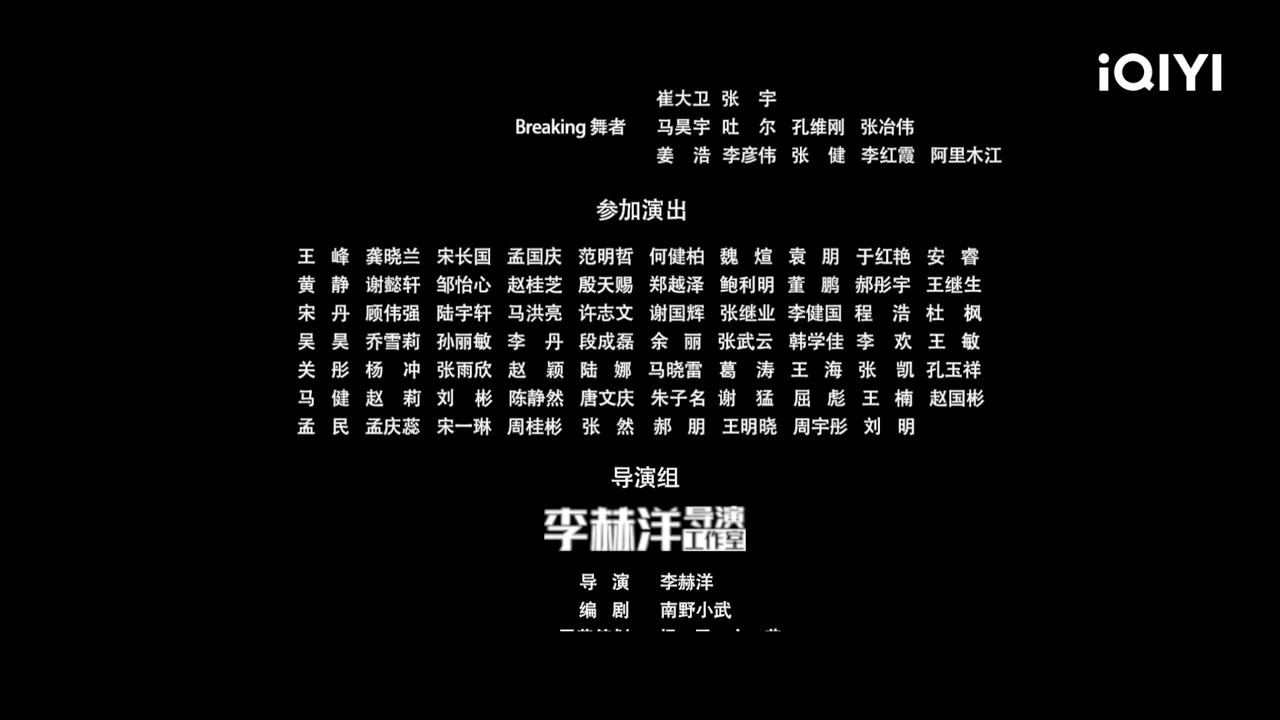 iQIYI
崔大卫 张 宇
Breaking 舞者 马昊宇 吐 尔 孔维刚 张冶伟
姜 浩 李彦伟 张 健 李红霞 阿里木江
参加演出
王 峰 龚晓兰 宋长国 孟国庆 范明哲 何健柏 魏 煊 袁 朋 于红艳 安 睿
黄 静 谢懿轩 邹怡心 赵桂芝 殷天赐 郑越泽 鲍利明 董 鹏 郝彤宇 王继生
宋 丹 顾伟强 陆宇轩 马洪亮 许志文 谢国辉 张继业 李健国 程 浩 杜 枫
吴 昊 乔雪莉 孙丽敏 李 丹 段成磊 余 丽 张武云 韩学佳 李 欢 王 敏
关 彤 杨 冲 张雨欣 赵 颖 陆 娜 马晓雷 葛 涛 王 海 张 凯 孔玉祥
马 健 赵 莉 刘 彬 陈静然 唐文庆 朱子名 谢 猛 屈 彪 王 楠 赵国彬
孟 民 孟庆蕊 宋一琳 周桂彬 张 然 郝 朋 王明晓 周宇彤 刘 明
导演组
李赫洋导演工作室
导 演 李赫洋
编 剧 南野小武